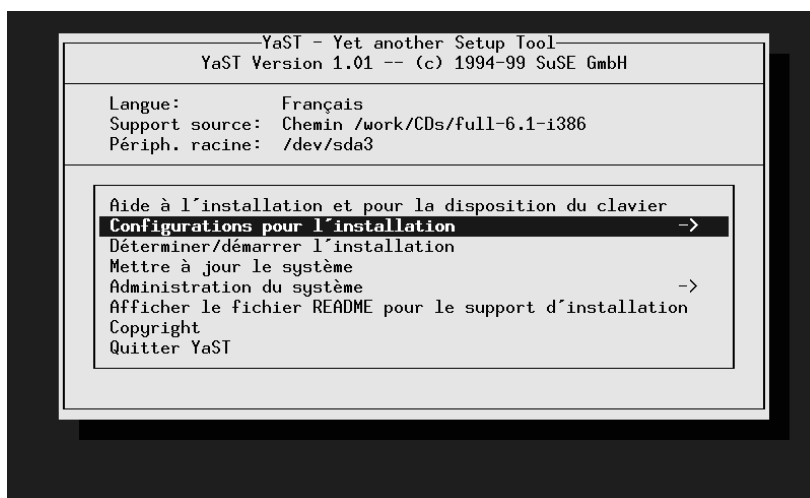 YaST - Yet another Setup Tool
YaST Version 1.01 -- (c) 1994-99 SuSE GmbH
Langue: Français
Support source: Chemin /work/CDs/full-6.1-i386
Périph. racine: /dev/sda3
Aide à l´installation et pour la disposition du clavier
Configurations pour l´installation ->
Déterminer/démarrer l´installation
Mettre à jour le système
Administration du système ->
Afficher le fichier README pour le support d´installation
Copyright
Quitter YaST